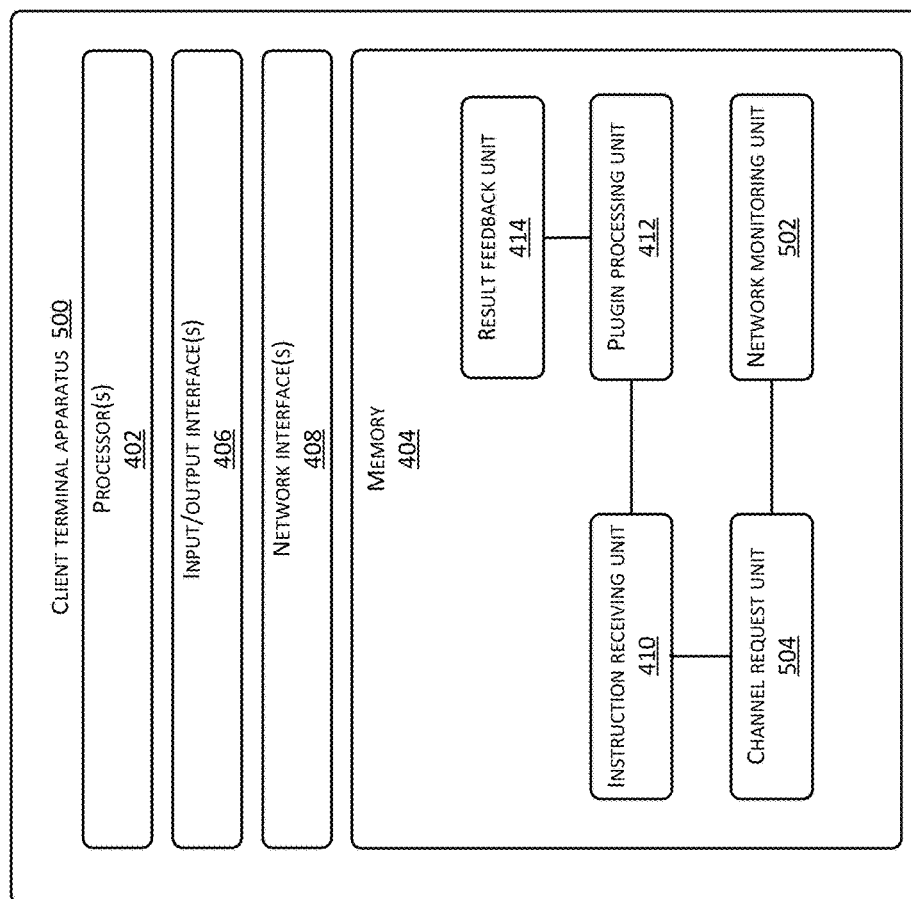 CLIENT TERMINAL APPARATUS 500
PROCESSOR(S)
402
INPUT/OUTPUT INTERFACE(S)
406
NETWORK INTERFACE(S)
408
MEMORY
404
RESULT FEEDBACK UNIT
414
INSTRUCTION RECEIVING UNIT
410
PLUGIN PROCESSING UNIT
412
CHANNEL REQUEST UNIT
504
NETWORK MONITORING UNIT
502